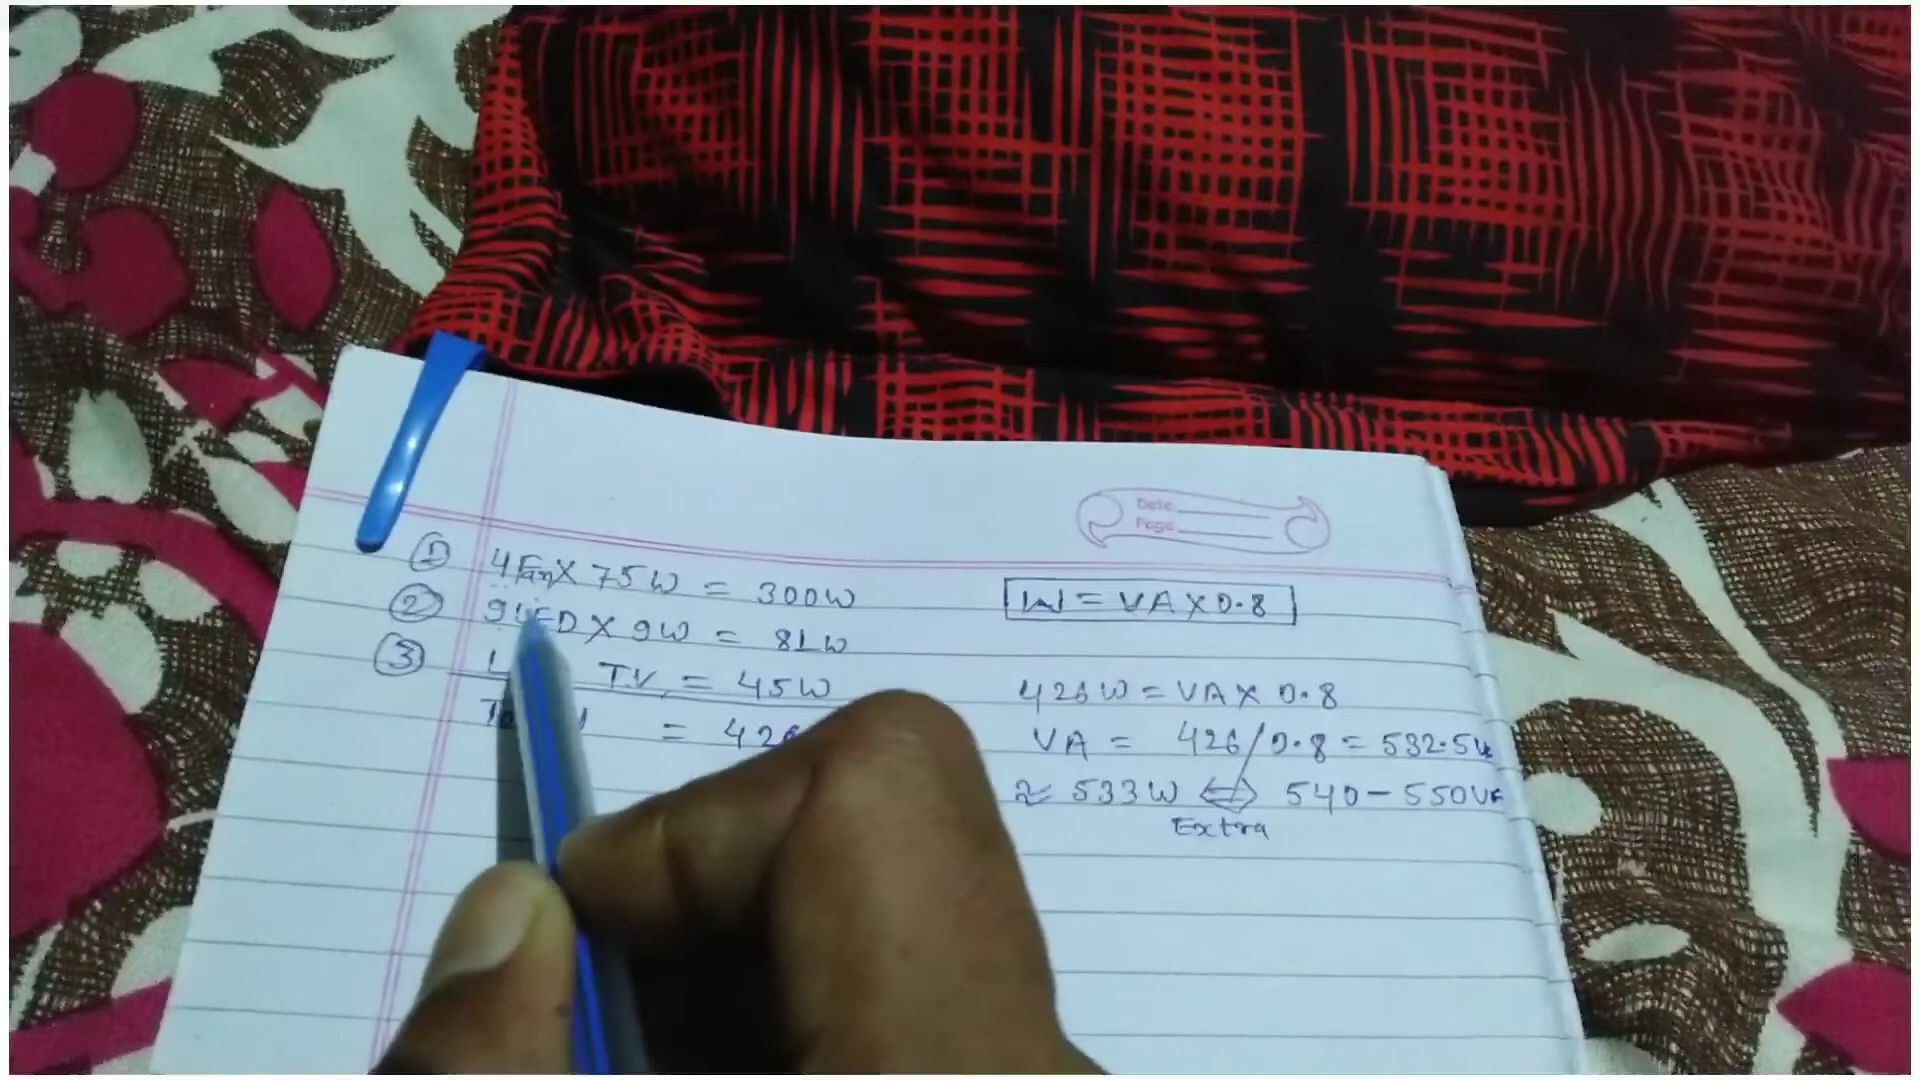 Date
Page
① 4 Fan X 75W = 300W
② 9 LED X 9W = 81W
③ T.V. = 45W
= 426
W = VA X 0.8
426W = VA X 0.8
VA = 426/0.8 = 532.5
≈ 533W ⇔ 540 - 550VA
Extra